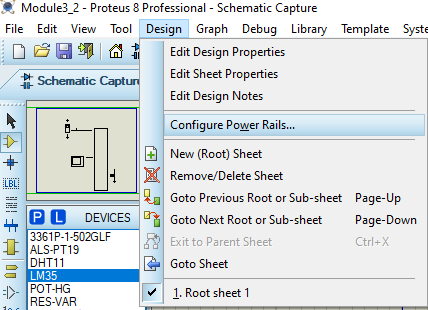 Module3_2 - Proteus 8 Professional - Schematic Capture
File Edit View Tool Design Graph Debug Library Template System
Schematic Capture
Edit Design Properties
Edit Sheet Properties
Edit Design Notes
Configure Power Rails...
New (Root) Sheet
Remove/Delete Sheet
Goto Previous Root or Sub-sheet Page-Up
Goto Next Root or Sub-sheet Page-Down
Exit to Parent Sheet Ctrl+X
Goto Sheet
1. Root sheet 1
LBL
P L DEVICES
3361P-1-502GLF
ALS-PT19
DHT11
LM35
POT-HG
RES-VAR